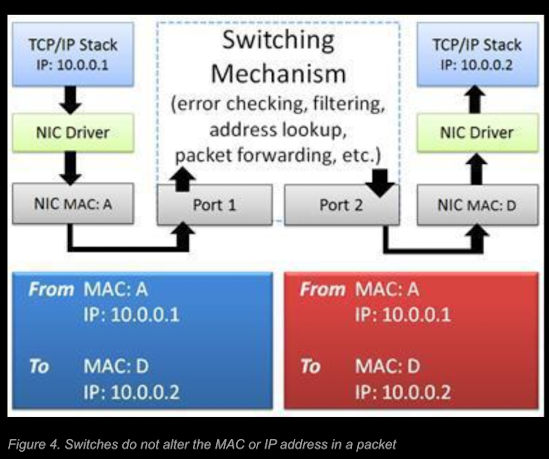 TCP/IP Stack
IP: 10.0.0.1
NIC Driver
NIC MAC: A
Switching
Mechanism
(error checking, filtering,
address lookup,
packet forwarding, etc.)
Port 1
Port 2
TCP/IP Stack
IP: 10.0.0.2
NIC Driver
NIC MAC: D
From MAC: A
IP: 10.0.0.1
To MAC: D
IP: 10.0.0.2
From MAC: A
IP: 10.0.0.1
To MAC: D
IP: 10.0.0.2
Figure 4. Switches do not alter the MAC or IP address in a packet